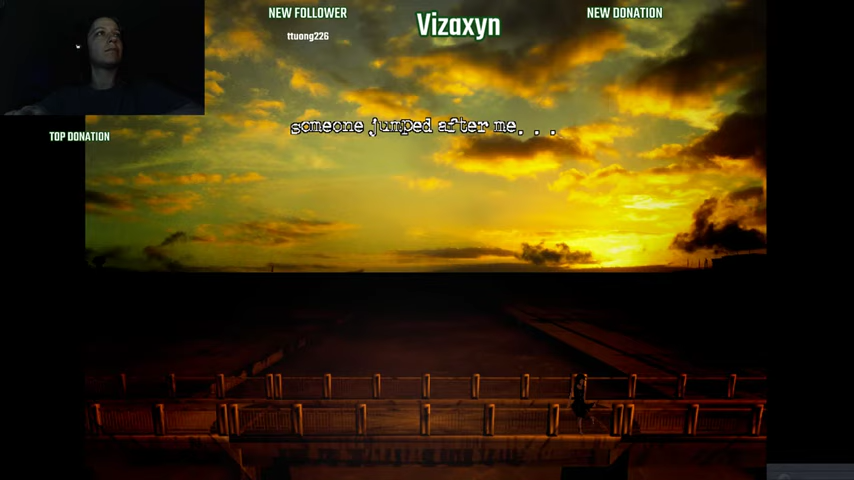 NEW FOLLOWER
ttuong226
Vizaxyn
NEW DONATION
TOP DONATION
someone jumped after me. . .